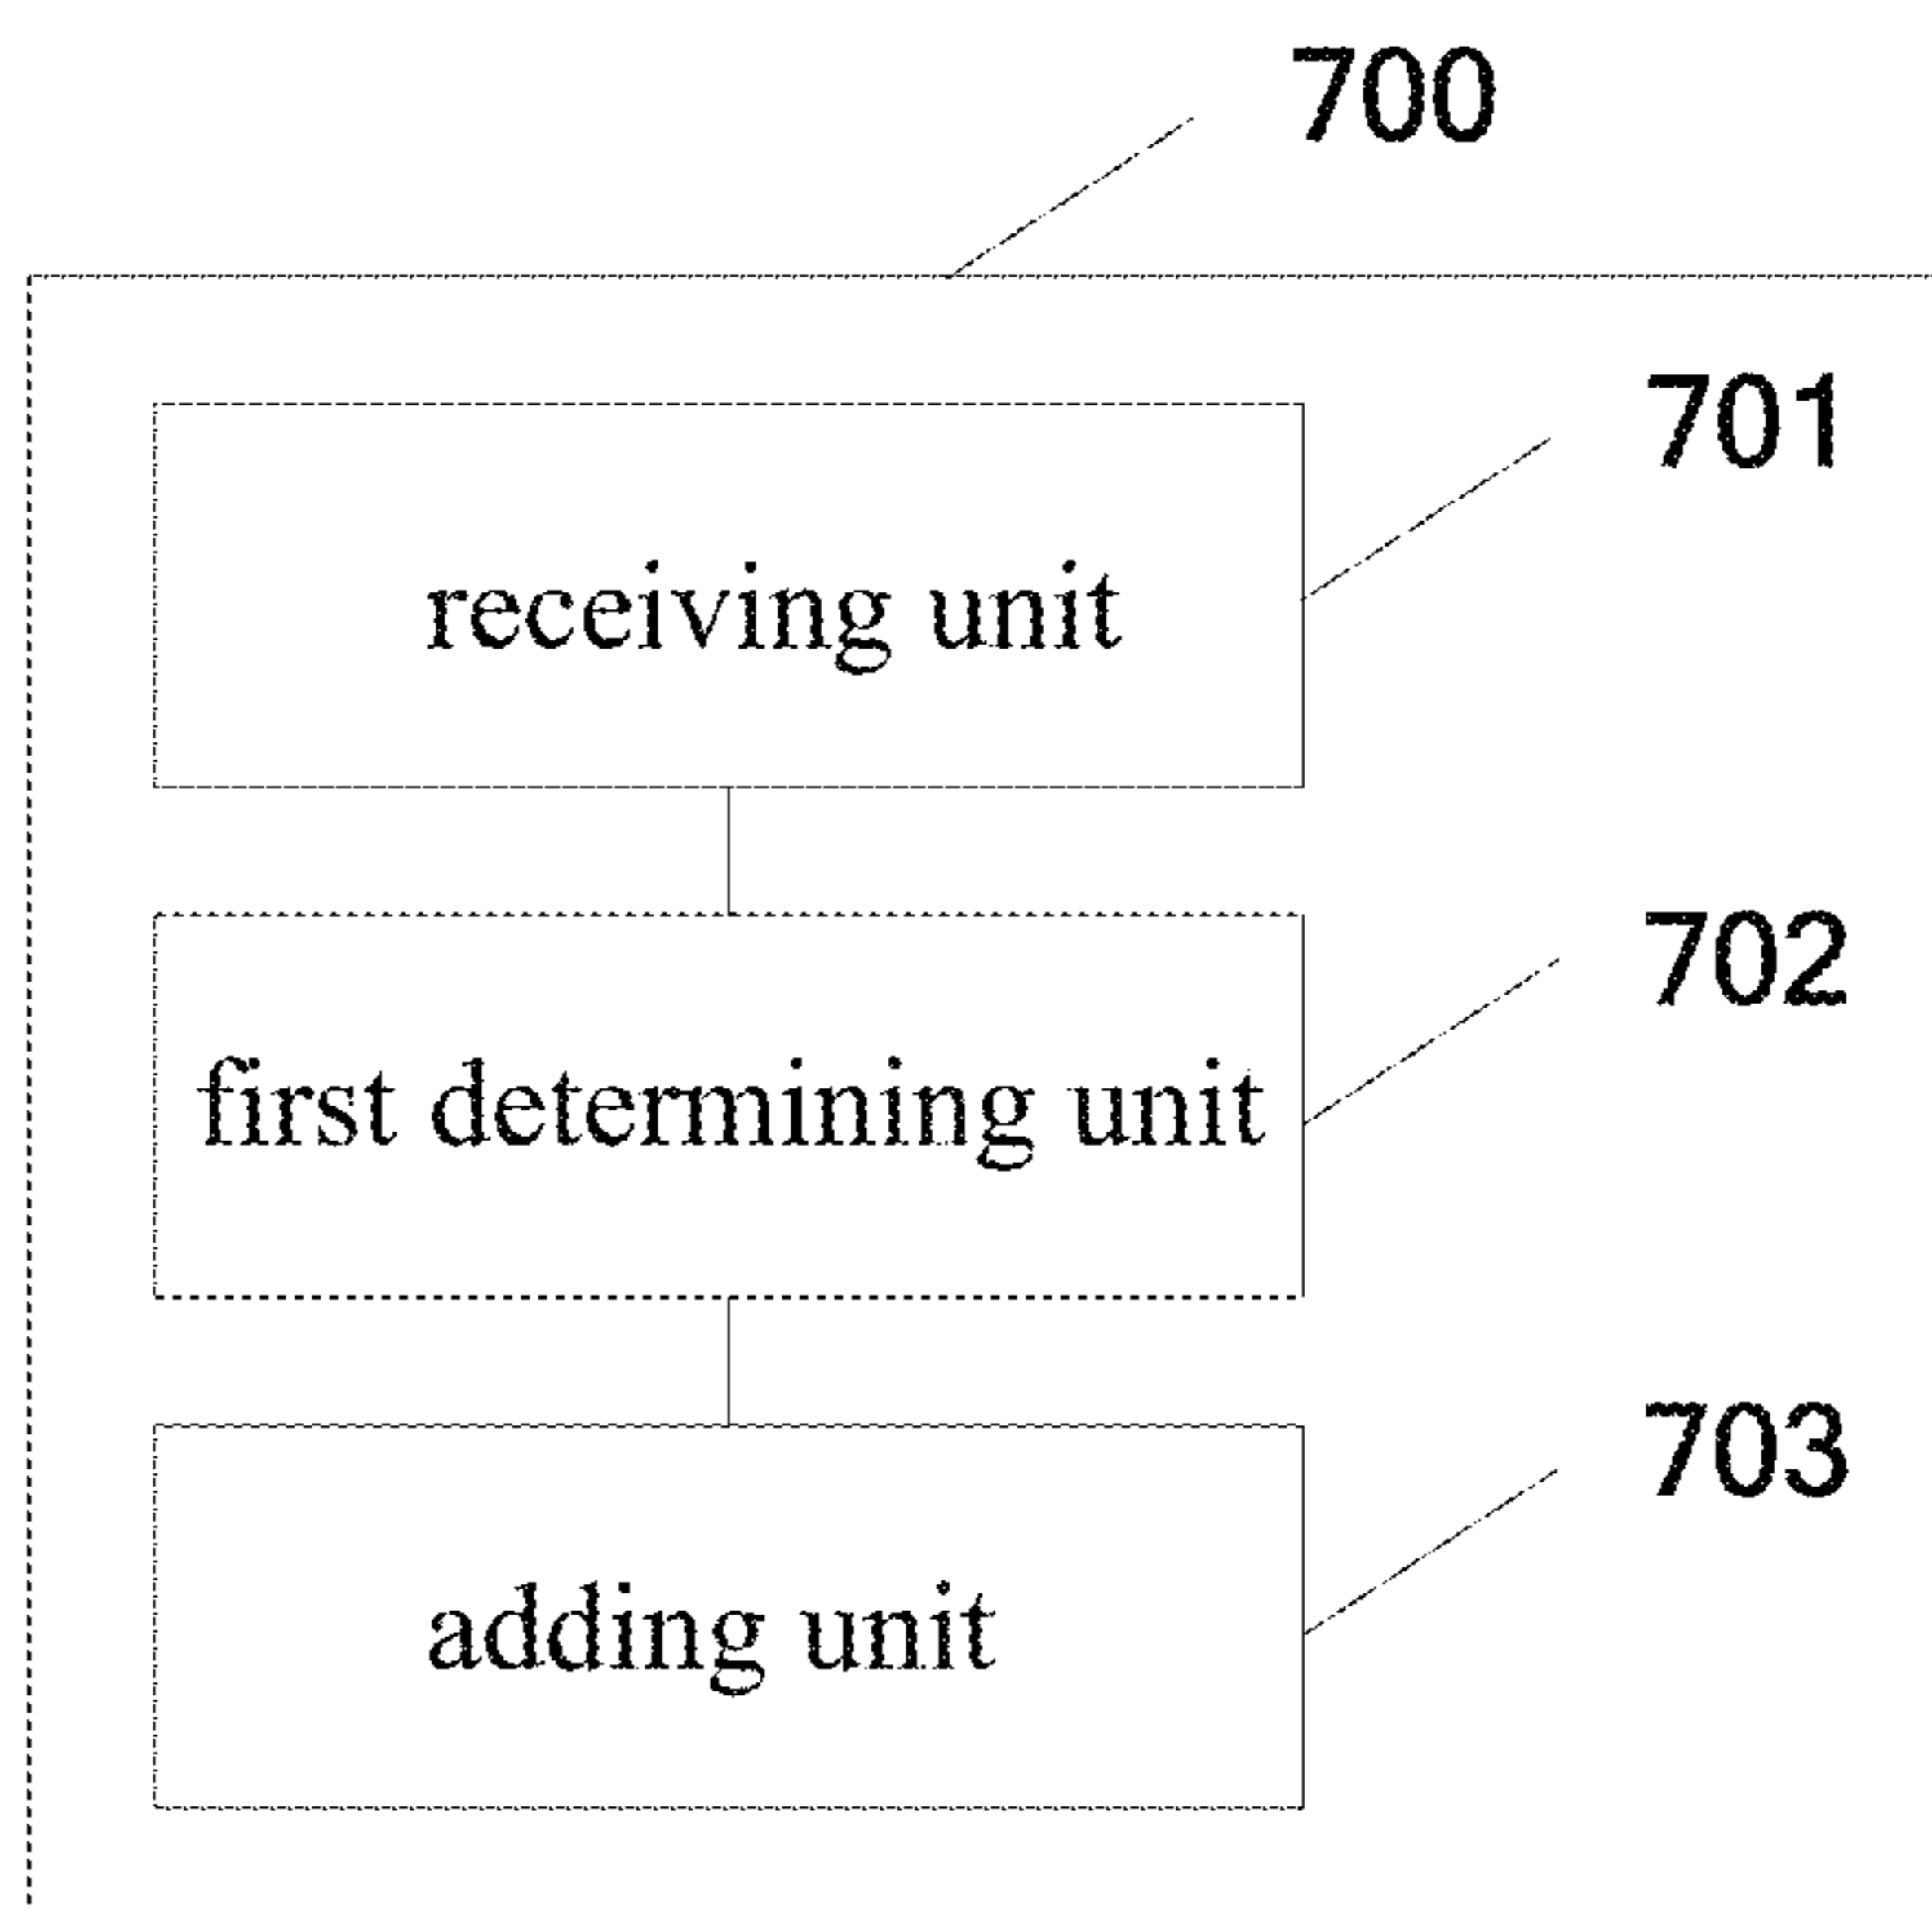 700
701
receiving unit
702
first determining unit
703
adding unit